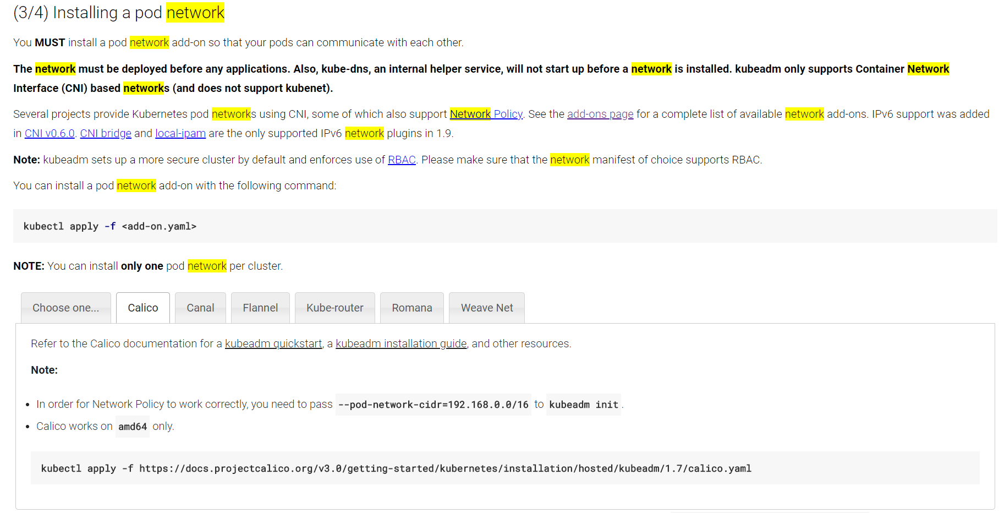 (3/4) Installing a pod network
You MUST install a pod network add-on so that your pods can communicate with each other.
The network must be deployed before any applications. Also, kube-dns, an internal helper service, will not start up before a network is installed. kubeadm only supports Container Network
Interface (CNI) based networks (and does not support kubenet).
Several projects provide Kubernetes pod networks using CNI, some of which also support Network Policy. See the add-ons page for a complete list of available network add-ons. IPv6 support was added
in CNI v0.6.0. CNI bridge and local-ipam are the only supported IPv6 network plugins in 1.9.
Note: kubeadm sets up a more secure cluster by default and enforces use of RBAC. Please make sure that the network manifest of choice supports RBAC.
You can install a pod network add-on with the following command:
kubectl apply -f <add-on.yaml>
NOTE: You can install only one pod network per cluster.
Choose one... Calico Canal Flannel Kube-router Romana Weave Net
Refer to the Calico documentation for a kubeadm quickstart, a kubeadm installation guide, and other resources.
Note:
• In order for Network Policy to work correctly, you need to pass --pod-network-cidr=192.168.0.0/16 to kubeadm init.
• Calico works on amd64 only.
kubectl apply -f https://docs.projectcalico.org/v3.0/getting-started/kubernetes/installation/hosted/kubeadm/1.7/calico.yaml